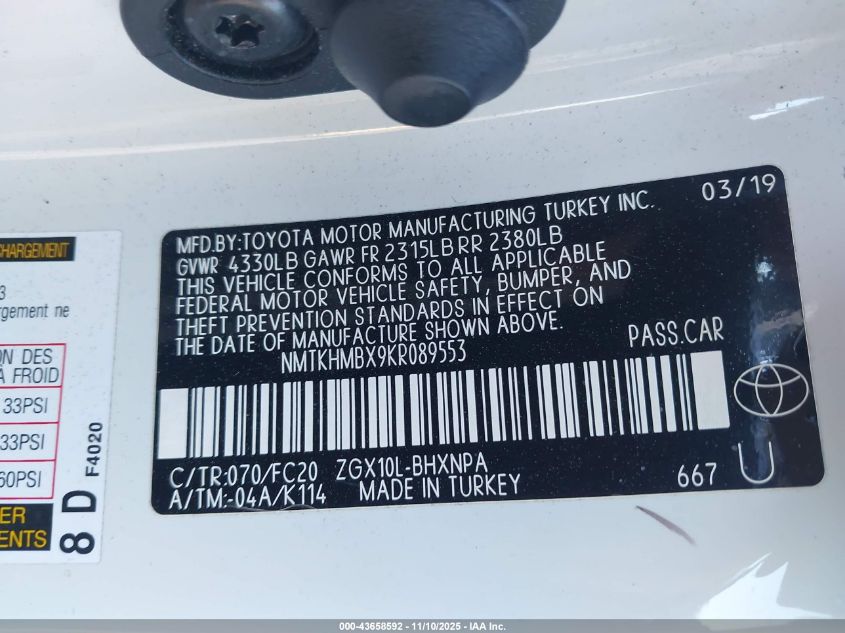 03/19
MFD.BY:TOYOTA MOTOR MANUFACTURING TURKEY INC.
GVWR 4330LB GAWR FR 2315LB RR 2380LB
THIS VEHICLE CONFORMS TO ALL APPLICABLE
FEDERAL MOTOR VEHICLE SAFETY, BUMPER, AND
THEFT PREVENTION STANDARDS IN EFFECT ON
THE DATE OF MANUFACTURE SHOWN ABOVE.
NMTKHMBX9KR089553
PASS.CAR
C/TR:070/FC20 ZGX10L-BHXNPA
A/TM:-04A/K114 MADE IN TURKEY
667 U
CHARGEMENT
3
rgement ne
ON DES
À FROID
33PSI
33PSI
60PSI
ER
ENTS
8 D F4020
000-43658592 - 11/10/2025 - IAA Inc.